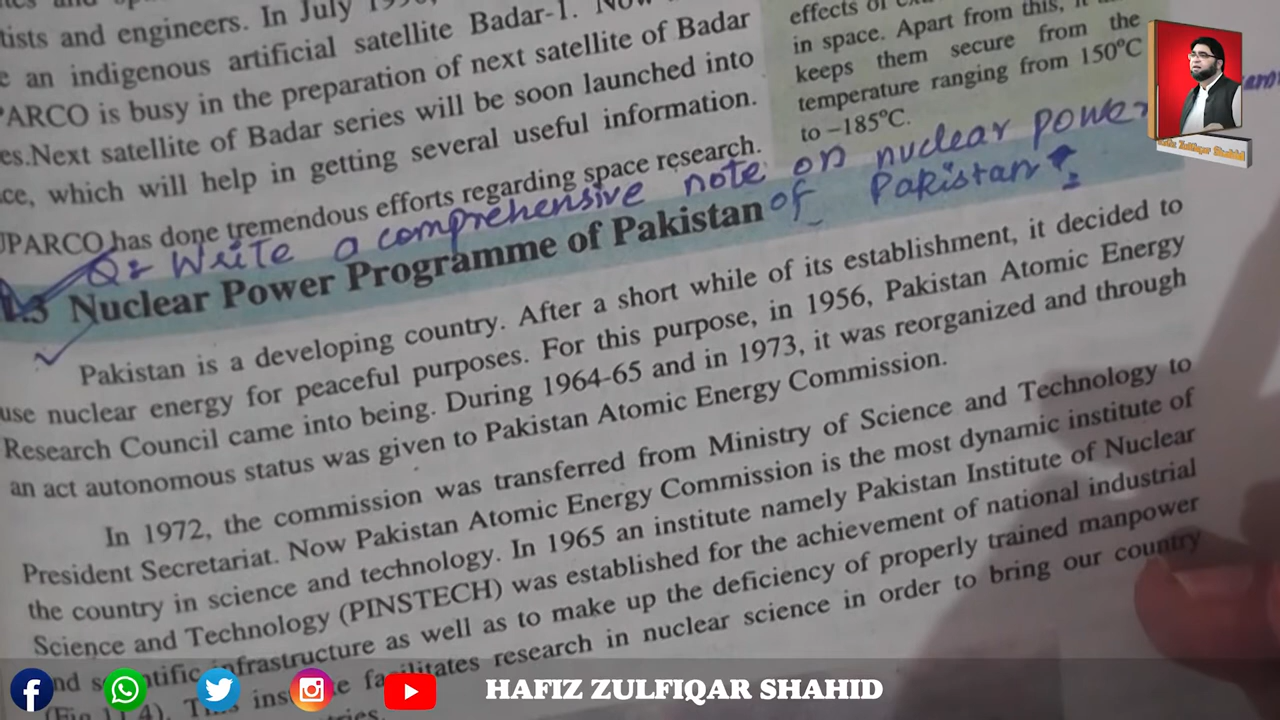 tists and engineers. In July
an indigenous artificial satellite Badar-1.
PARCO is busy in the preparation of next satellite of Badar
es.Next satellite of Badar series will be soon launched into
ce, which will help in getting several useful information.
UPARCO has done tremendous efforts regarding space research.
effects of
in space. Apart from this,
keeps them secure from the
temperature ranging from 150°C
to –185°C.
Write a comprehensive note on nuclear power
of Pakistan?
1.3 Nuclear Power Programme of Pakistan
Pakistan is a developing country. After a short while of its establishment, it decided to
use nuclear energy for peaceful purposes. For this purpose, in 1956, Pakistan Atomic Energy
Research Council came into being. During 1964-65 and in 1973, it was reorganized and through
an act autonomous status was given to Pakistan Atomic Energy Commission.
In 1972, the commission was transferred from Ministry of Science and Technology to
President Secretariat. Now Pakistan Atomic Energy Commission is the most dynamic institute of
the country in science and technology. In 1965 an institute namely Pakistan Institute of Nuclear
Science and Technology (PINSTECH) was established for the achievement of national industrial
nd infrastructure as well as to make up the deficiency of properly trained manpower
facilitates research in nuclear science in order to bring our country
Hafiz Zulfiqar Shahid
HAFIZ ZULFIQAR SHAHID